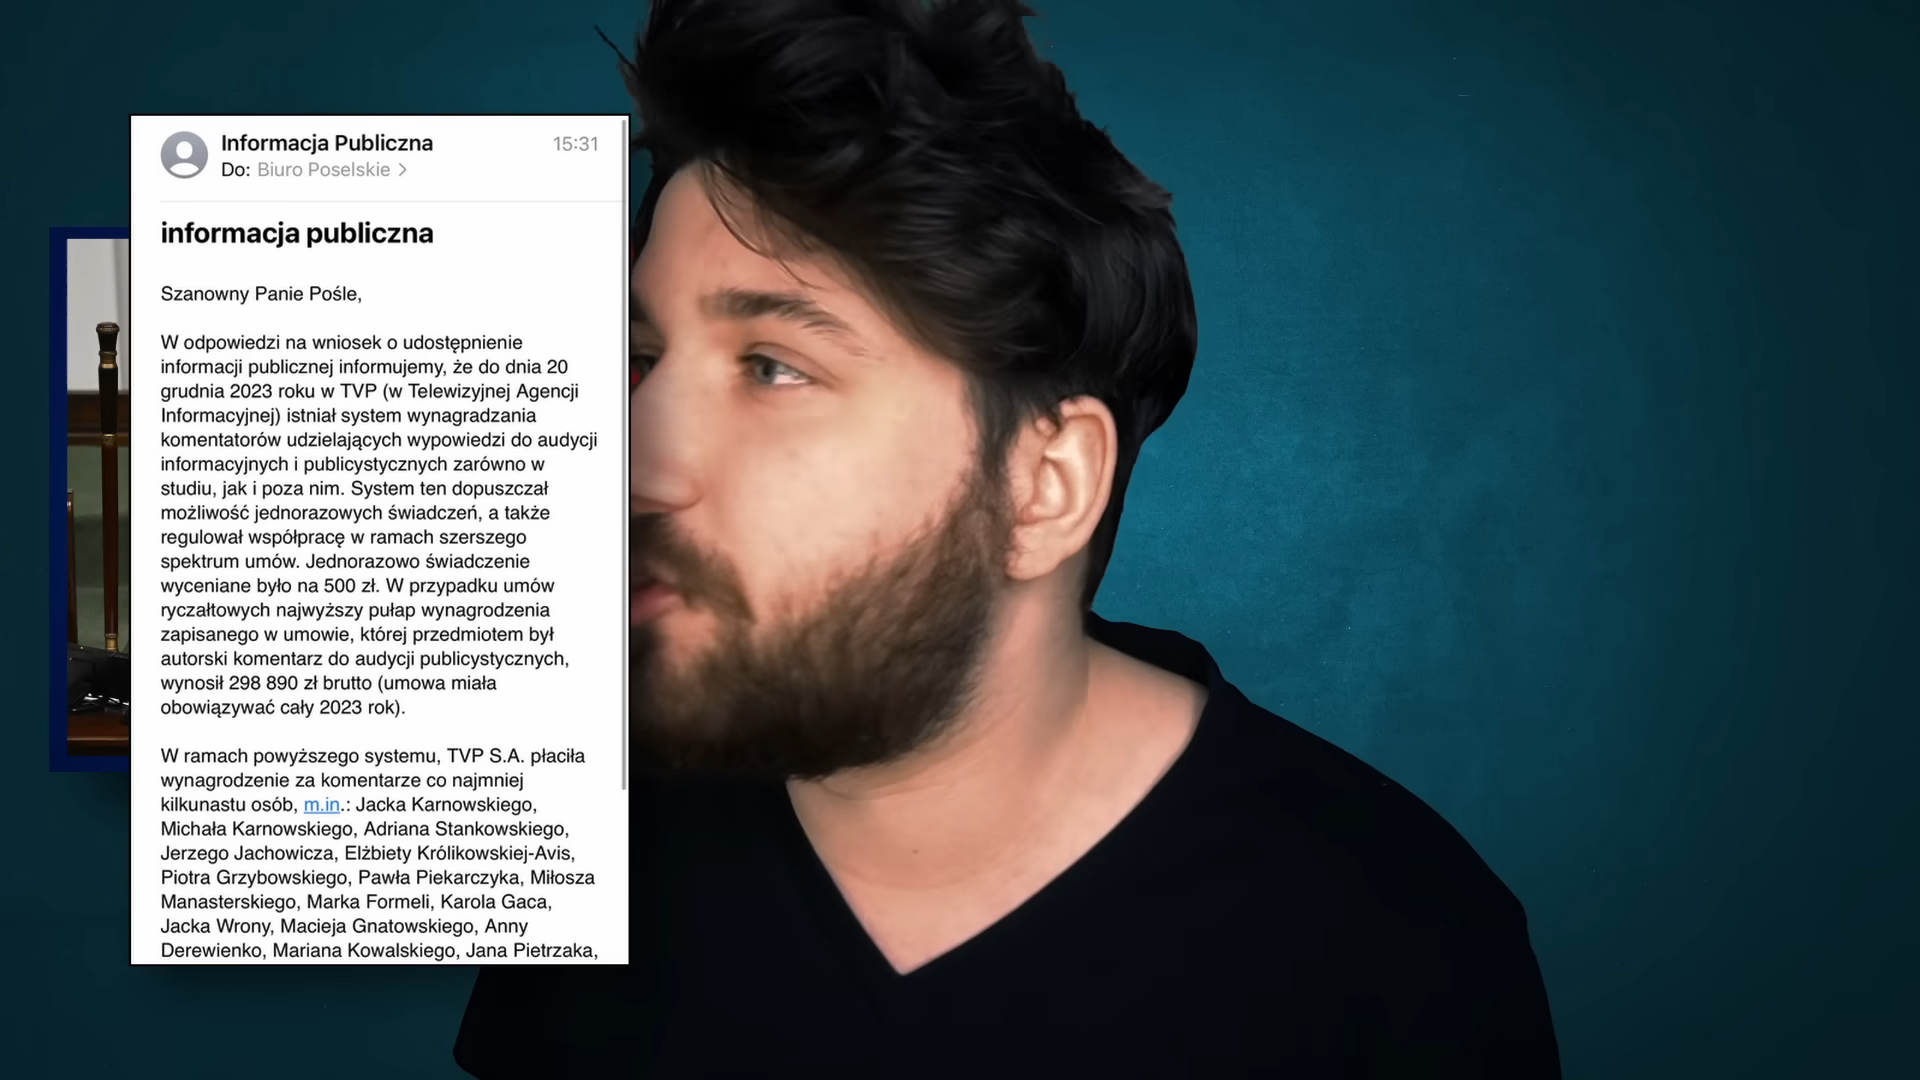 Informacja Publiczna
15:31
Do: Biuro Poselskie >
informacja publiczna
Szanowny Panie Pośle,
W odpowiedzi na wniosek o udostępnienie
informacji publicznej informujemy, że do dnia 20
grudnia 2023 roku w TVP (w Telewizyjnej Agencji
Informacyjnej) istniał system wynagradzania
komentatorów udzielających wypowiedzi do audycji
informacyjnych i publicystycznych zarówno w
studiu, jak i poza nim. System ten dopuszczał
możliwość jednorazowych świadczeń, a także
regulował współpracę w ramach szerszego
spektrum umów. Jednorazowo świadczenie
wyceniane było na 500 zł. W przypadku umów
ryczałtowych najwyższy pułap wynagrodzenia
zapisanego w umowie, której przedmiotem był
autorski komentarz do audycji publicystycznych,
wynosił 298 890 zł brutto (umowa miała
obowiązywać cały 2023 rok).
W ramach powyższego systemu, TVP S.A. płaciła
wynagrodzenie za komentarze co najmniej
kilkunastu osób, m.in.: Jacka Karnowskiego,
Michała Karnowskiego, Adriana Stankowskiego,
Jerzego Jachowicza, Elżbiety Królikowskiej-Avis,
Piotra Grzybowskiego, Pawła Piekarczyka, Miłosza
Manasterskiego, Marka Formeli, Karola Gaca,
Jacka Wrony, Macieja Gnatowskiego, Anny
Derewienko, Mariana Kowalskiego, Jana Pietrzaka,